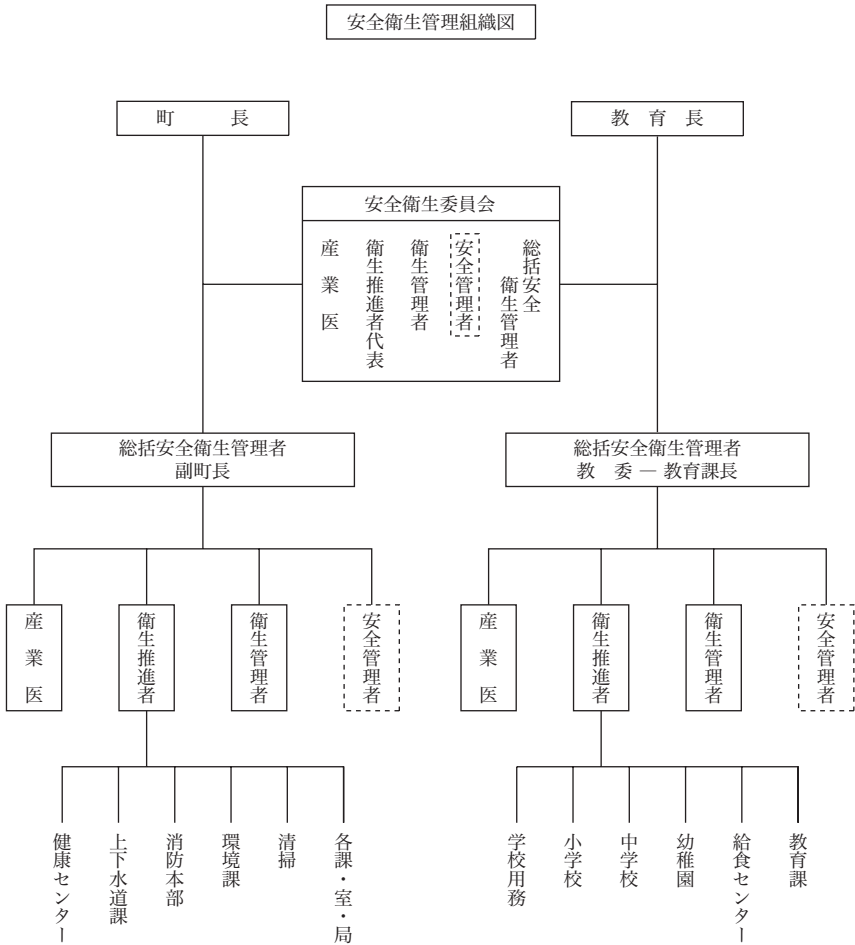 安全衛生管理組織図
町　　　長
教　育　長
安全衛生委員会
総括安全
衛生管理者
安全管理者
衛生管理者
衛生推進者代表
産　業　医
総括安全衛生管理者
副町長
総括安全衛生管理者
教　委 ― 教育課長
産　業　医
衛生推進者
衛生管理者
安全管理者
産　業　医
衛生推進者
衛生管理者
安全管理者
健康センター
上下水道課
消防本部
環境課
清掃
各課・室・局
学校用務
小学校
中学校
幼稚園
給食センター
教育課